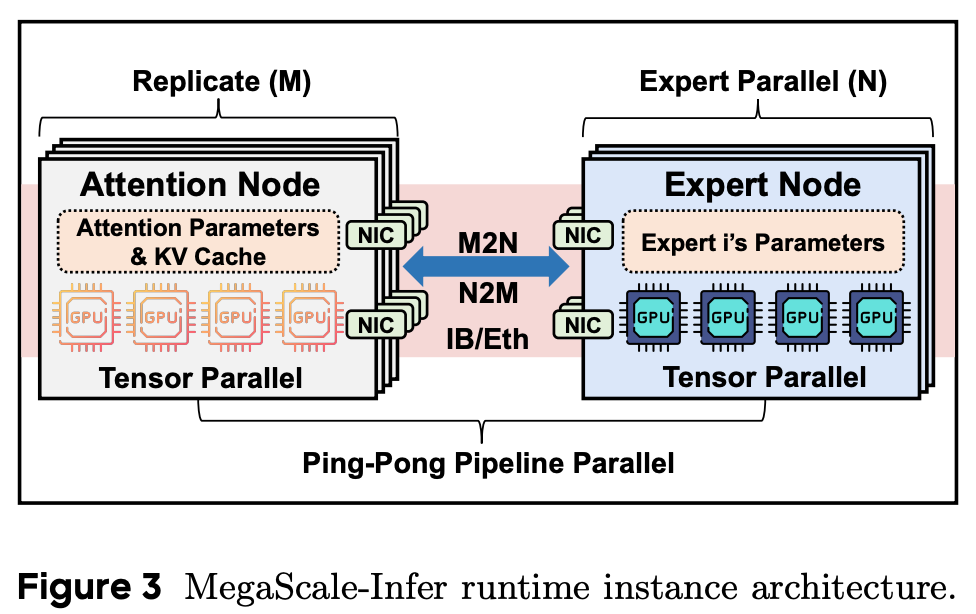 Replicate (M)
Expert Parallel (N)
Attention Node
Attention Parameters
& KV Cache
NIC
GPU GPU GPU GPU
NIC
Tensor Parallel
M2N
N2M
IB/Eth
Expert Node
NIC
Expert i's Parameters
NIC
GPU GPU GPU GPU
Tensor Parallel
Ping-Pong Pipeline Parallel
Figure 3 MegaScale-Infer runtime instance architecture.